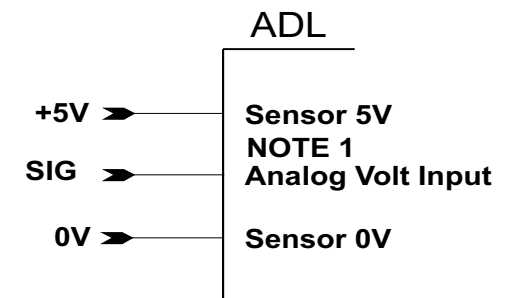 ADL
+5V Sensor 5V
NOTE 1
SIG Analog Volt Input
0V Sensor 0V